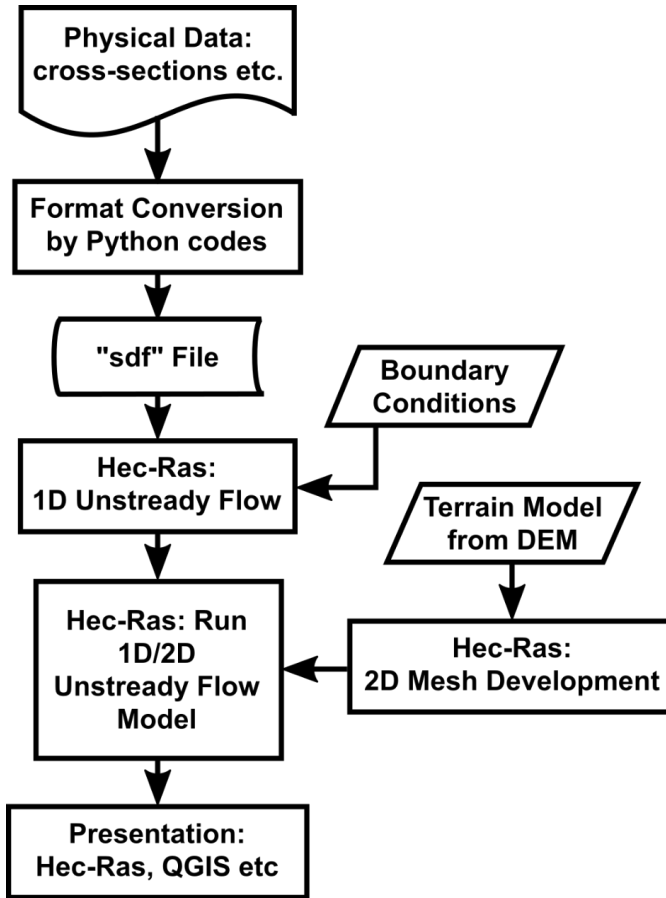 Physical Data:
cross-sections etc.
Format Conversion
by Python codes
"sdf" File
Boundary
Conditions
Hec-Ras:
1D Unstready Flow
Terrain Model
from DEM
Hec-Ras: Run
1D/2D
Unstready Flow
Model
Hec-Ras:
2D Mesh Development
Presentation:
Hec-Ras, QGIS etc